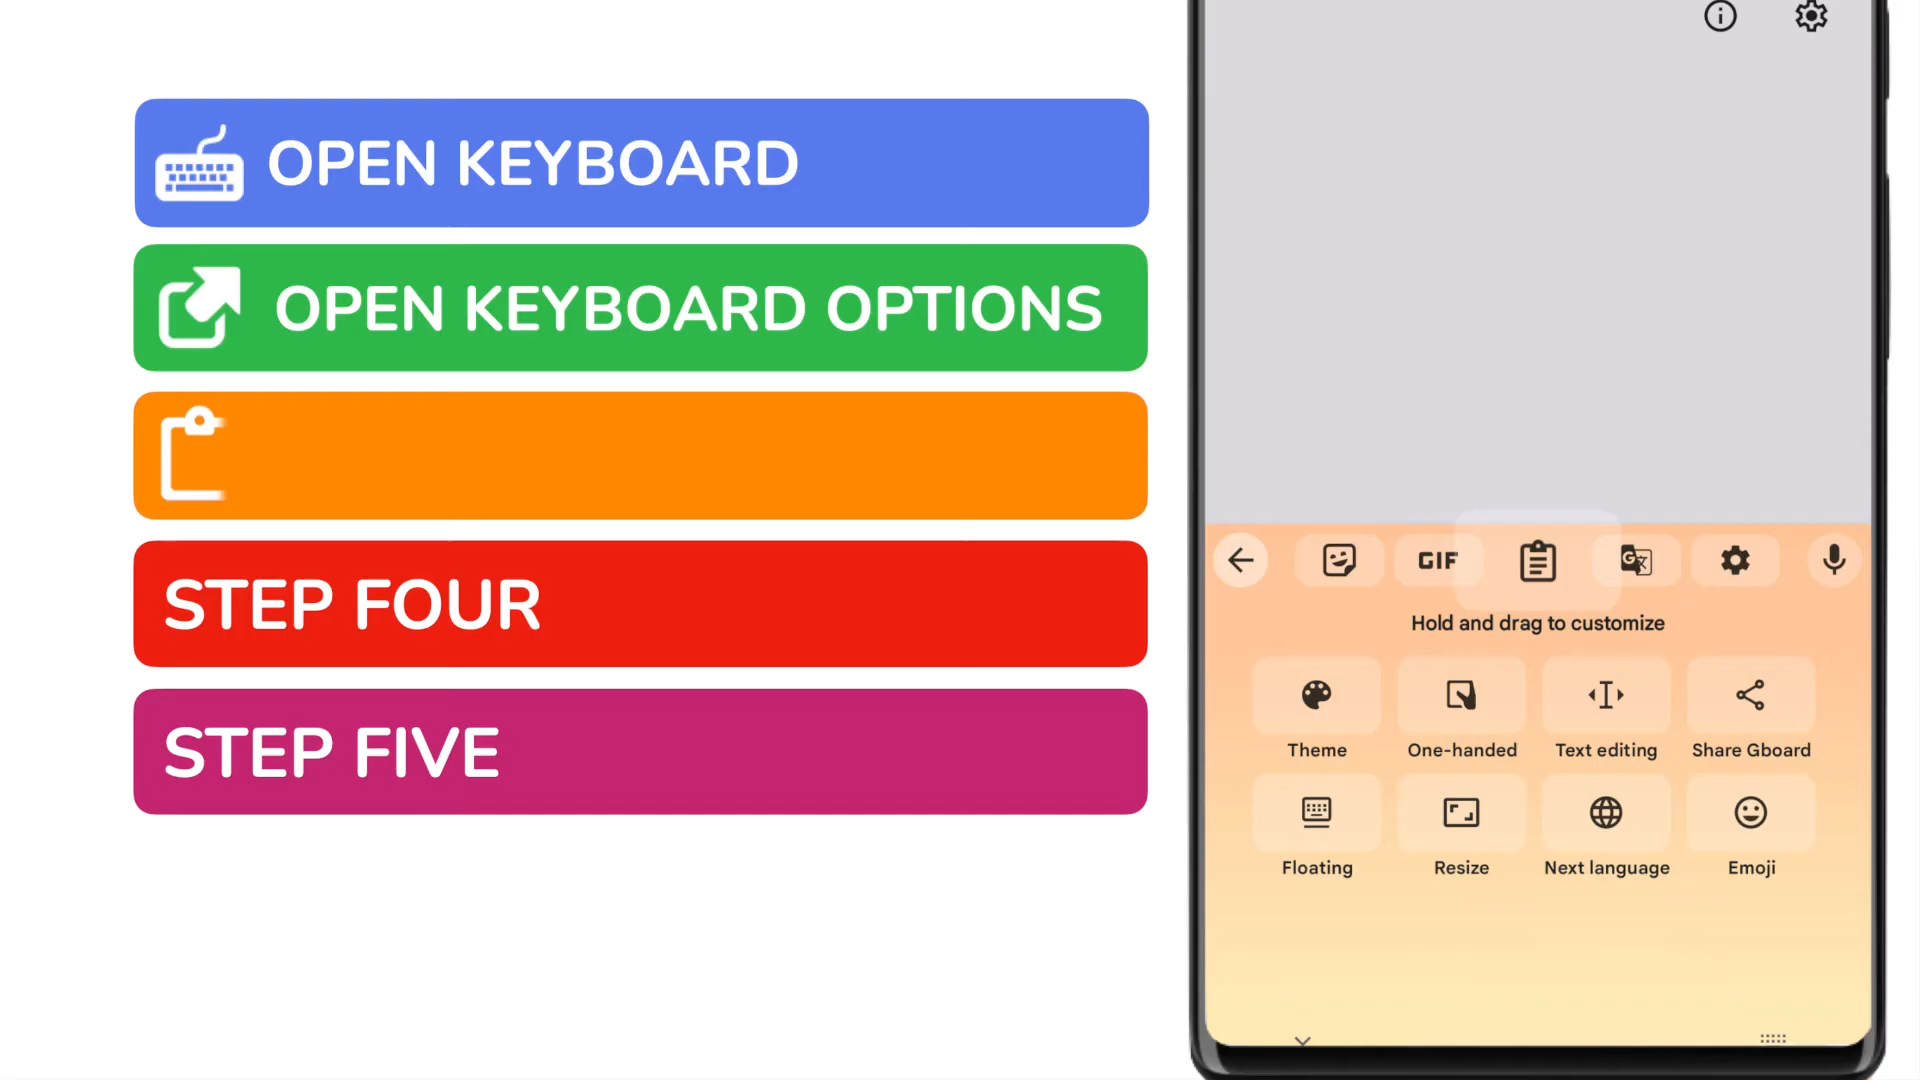 OPEN KEYBOARD
OPEN KEYBOARD OPTIONS
STEP FOUR
STEP FIVE
GIF
Hold and drag to customize
Theme
One-handed
Text editing
Share Gboard
Floating
Resize
Next language
Emoji